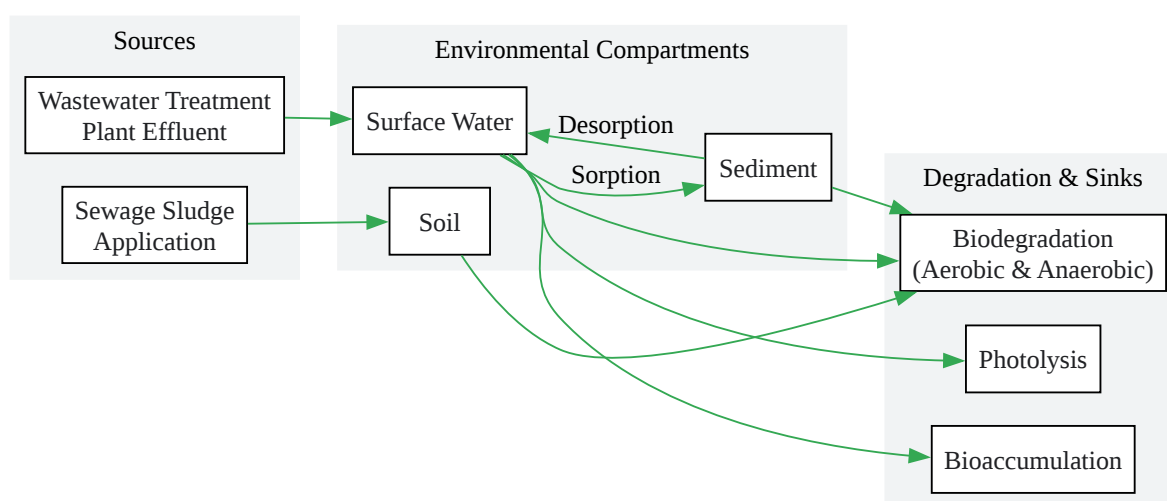 Sources
Wastewater Treatment
Plant Effluent
Sewage Sludge
Application
Environmental Compartments
Surface Water
Desorption
Sorption
Sediment
Soil
Degradation & Sinks
Biodegradation
(Aerobic & Anaerobic)
Photolysis
Bioaccumulation